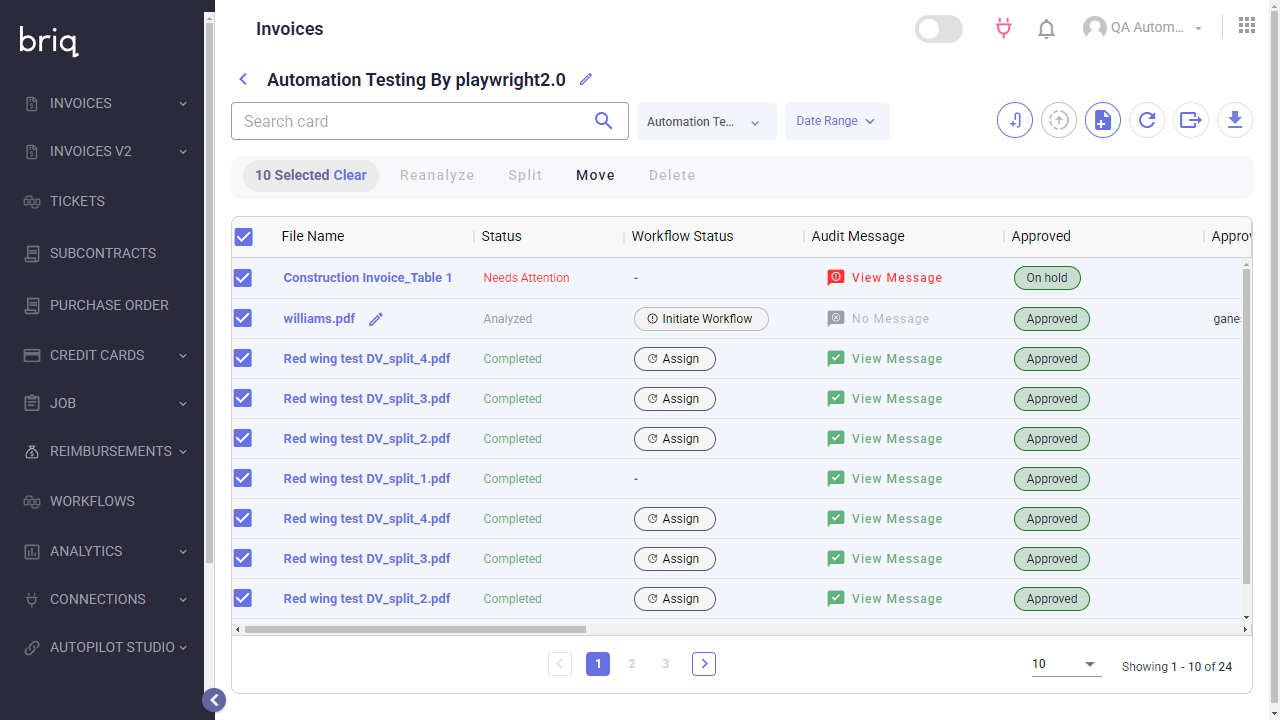 briq
Invoices
QA Autom...
INVOICES
INVOICES V2
TICKETS
SUBCONTRACTS
PURCHASE ORDER
CREDIT CARDS
JOB
REIMBURSEMENTS
WORKFLOWS
ANALYTICS
CONNECTIONS
AUTOPILOT STUDIO
Automation Testing By playwright2.0
Search card
Automation Te...
Date Range
10 Selected Clear Reanalyze Split Move Delete
File Name Status Workflow Status Audit Message Approved Approv
Construction Invoice_Table 1 Needs Attention - View Message On hold
williams.pdf Analyzed Initiate Workflow No Message Approved gane
Red wing test DV_split_4.pdf Completed Assign View Message Approved
Red wing test DV_split_3.pdf Completed Assign View Message Approved
Red wing test DV_split_2.pdf Completed Assign View Message Approved
Red wing test DV_split_1.pdf Completed - View Message Approved
Red wing test DV_split_4.pdf Completed Assign View Message Approved
Red wing test DV_split_3.pdf Completed Assign View Message Approved
Red wing test DV_split_2.pdf Completed Assign View Message Approved
1 2 3
10
Showing 1 - 10 of 24